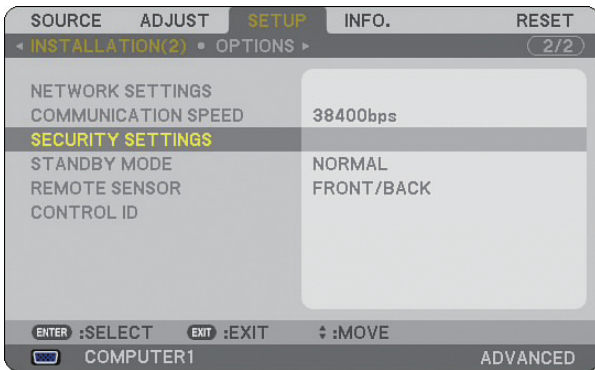 SOURCE ADJUST SETUP INFO. RESET
INSTALLATION(2) • OPTIONS 2/2
NETWORK SETTINGS
COMMUNICATION SPEED 38400bps
SECURITY SETTINGS
STANDBY MODE NORMAL
REMOTE SENSOR FRONT/BACK
CONTROL ID
ENTER :SELECT EXIT :EXIT :MOVE
COMPUTER1 ADVANCED